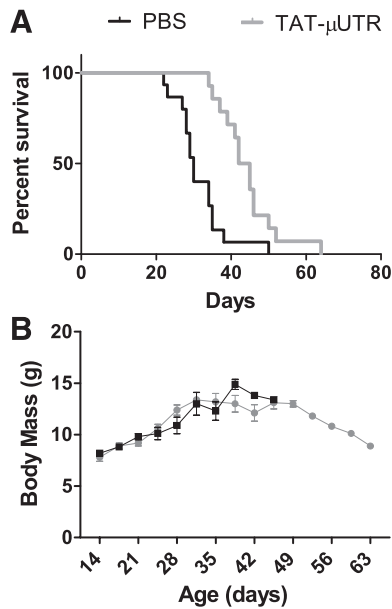 A
PBS
TAT-μUTR
Percent survival
100
50
0
0 20 40 60 80
Days
B
Body Mass (g)
20
15
10
5
0
14 21 28 35 42 49 56 63
Age (days)